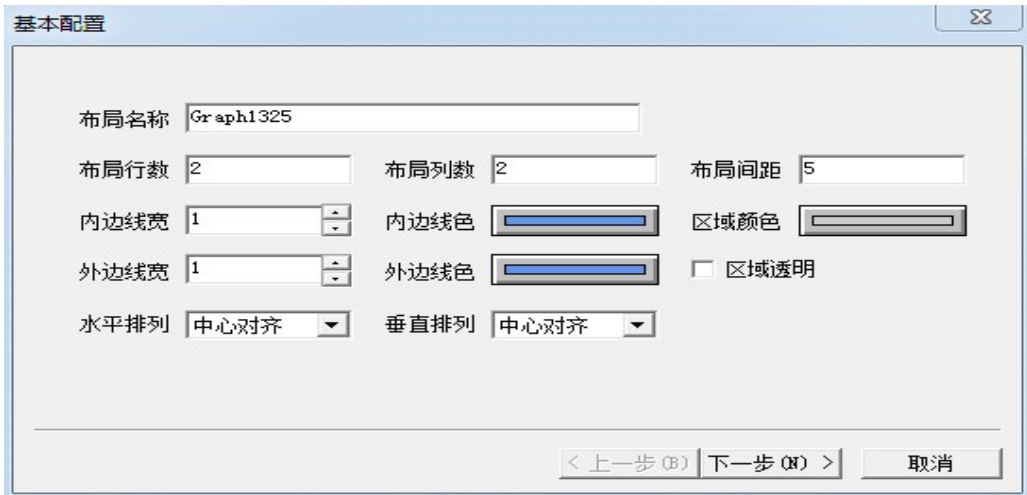 基本配置
布局名称 Graph1325
布局行数 2 布局列数 2 布局间距 5
内边线宽 1 内边线色 区域颜色
外边线宽 1 外边线色 区域透明
水平排列 中心对齐 垂直排列 中心对齐
< 上一步(B) 下一步(N) > 取消